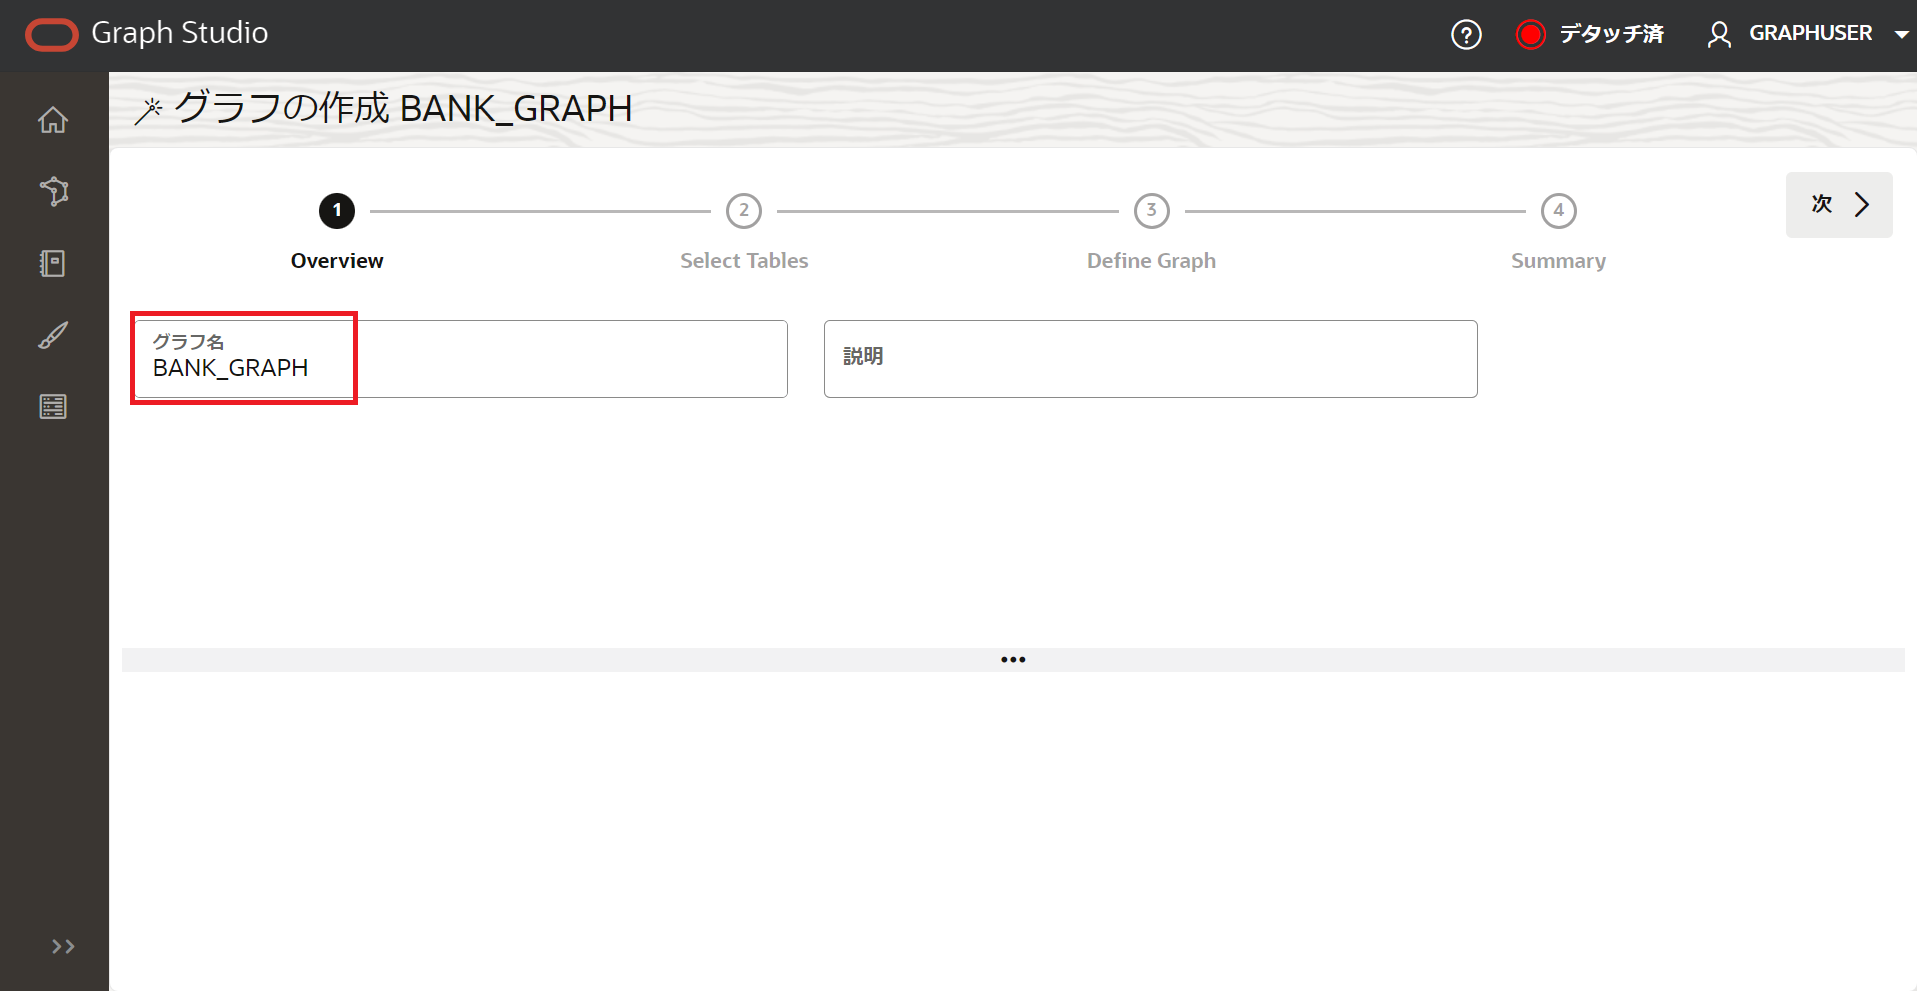 Graph Studio
? デタッチ済 GRAPHUSER
グラフの作成 BANK_GRAPH
1 2 3 4
次
Overview Select Tables Define Graph Summary
グラフ名
BANK_GRAPH
説明